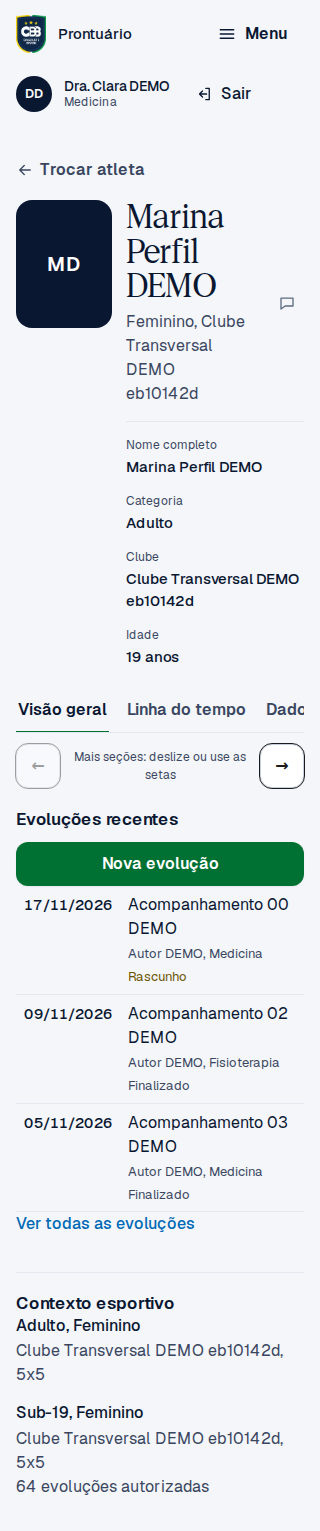 CBB
Prontuário
Menu
DD
Dra. Clara DEMO
Medicina
Sair
← Trocar atleta
MD
Marina
Perfil
DEMO
Feminino, Clube
Transversal
DEMO
eb10142d
Nome completo
Marina Perfil DEMO
Categoria
Adulto
Clube
Clube Transversal DEMO
eb10142d
Idade
19 anos
Visão geral
Linha do tempo
Dado
←
Mais seções: deslize ou use as
setas
→
Evoluções recentes
Nova evolução
17/11/2026
Acompanhamento 00
DEMO
Autor DEMO, Medicina
Rascunho
09/11/2026
Acompanhamento 02
DEMO
Autor DEMO, Fisioterapia
Finalizado
05/11/2026
Acompanhamento 03
DEMO
Autor DEMO, Medicina
Finalizado
Ver todas as evoluções
Contexto esportivo
Adulto, Feminino
Clube Transversal DEMO eb10142d,
5x5
Sub-19, Feminino
Clube Transversal DEMO eb10142d,
5x5
64 evoluções autorizadas